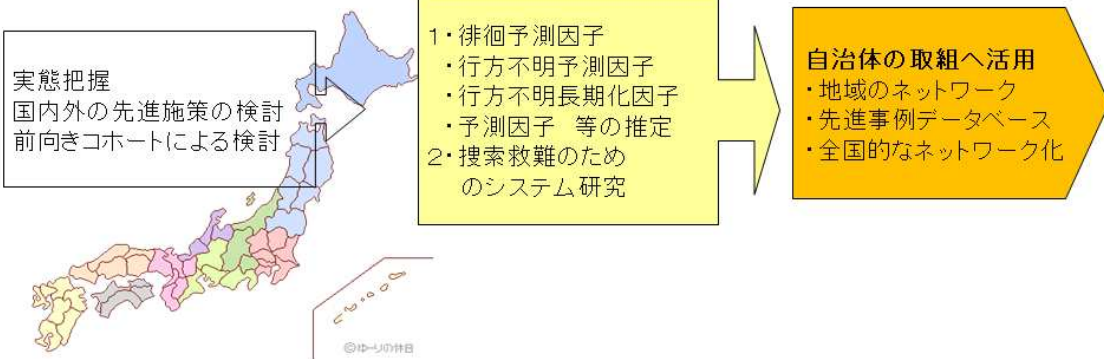 実態把握
国内外の先進施策の検討
前向きコホートによる検討
1・徘徊予測因子
・行方不明予測因子
・行方不明長期化因子
・予測因子 等の推定
2・捜索救難のため
のシステム研究
自治体の取組へ活用
・地域のネットワーク
・先進事例データベース
・全国的なネットワーク化
©ゆ~りの休日